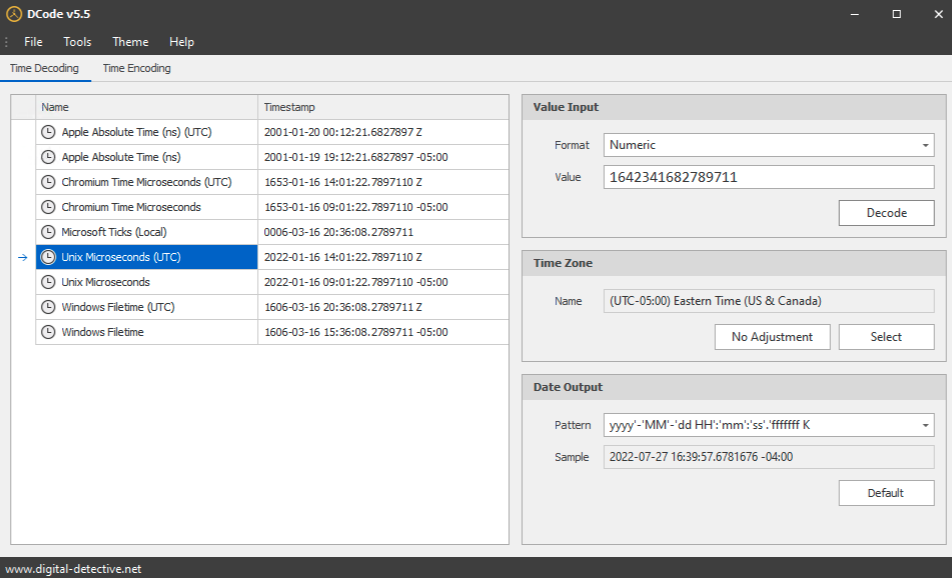 DCode v5.5
File Tools Theme Help
Time Decoding Time Encoding
Name Timestamp
Apple Absolute Time (ns) (UTC) 2001-01-20 00:12:21.6827897 Z
Apple Absolute Time (ns) 2001-01-19 19:12:21.6827897 -05:00
Chromium Time Microseconds (UTC) 1653-01-16 14:01:22.7897110 Z
Chromium Time Microseconds 1653-01-16 09:01:22.7897110 -05:00
Microsoft Ticks (Local) 0006-03-16 20:36:08.2789711
Unix Microseconds (UTC) 2022-01-16 14:01:22.7897110 Z
Unix Microseconds 2022-01-16 09:01:22.7897110 -05:00
Windows Filetime (UTC) 1606-03-16 20:36:08.2789711 Z
Windows Filetime 1606-03-16 15:36:08.2789711 -05:00
Value Input
Format Numeric
Value 1642341682789711
Decode
Time Zone
Name (UTC-05:00) Eastern Time (US & Canada)
No Adjustment Select
Date Output
Pattern yyyy'-'MM'-'dd HH':'mm':'ss'.'fffffff K
Sample 2022-07-27 16:39:57.6781676 -04:00
Default
www.digital-detective.net